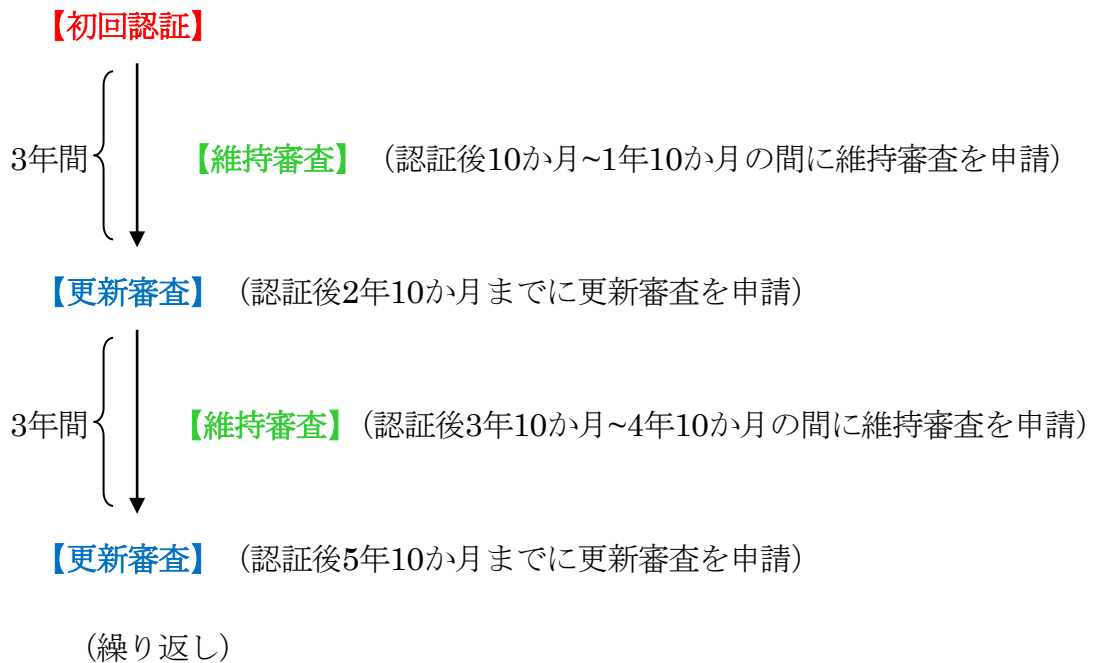 【初回認証】
3年間
【維持審査】（認証後10か月~1年10か月の間に維持審査を申請）
【更新審査】（認証後2年10か月までに更新審査を申請）
3年間
【維持審査】（認証後3年10か月~4年10か月の間に維持審査を申請）
【更新審査】（認証後5年10か月までに更新審査を申請）
（繰り返し）